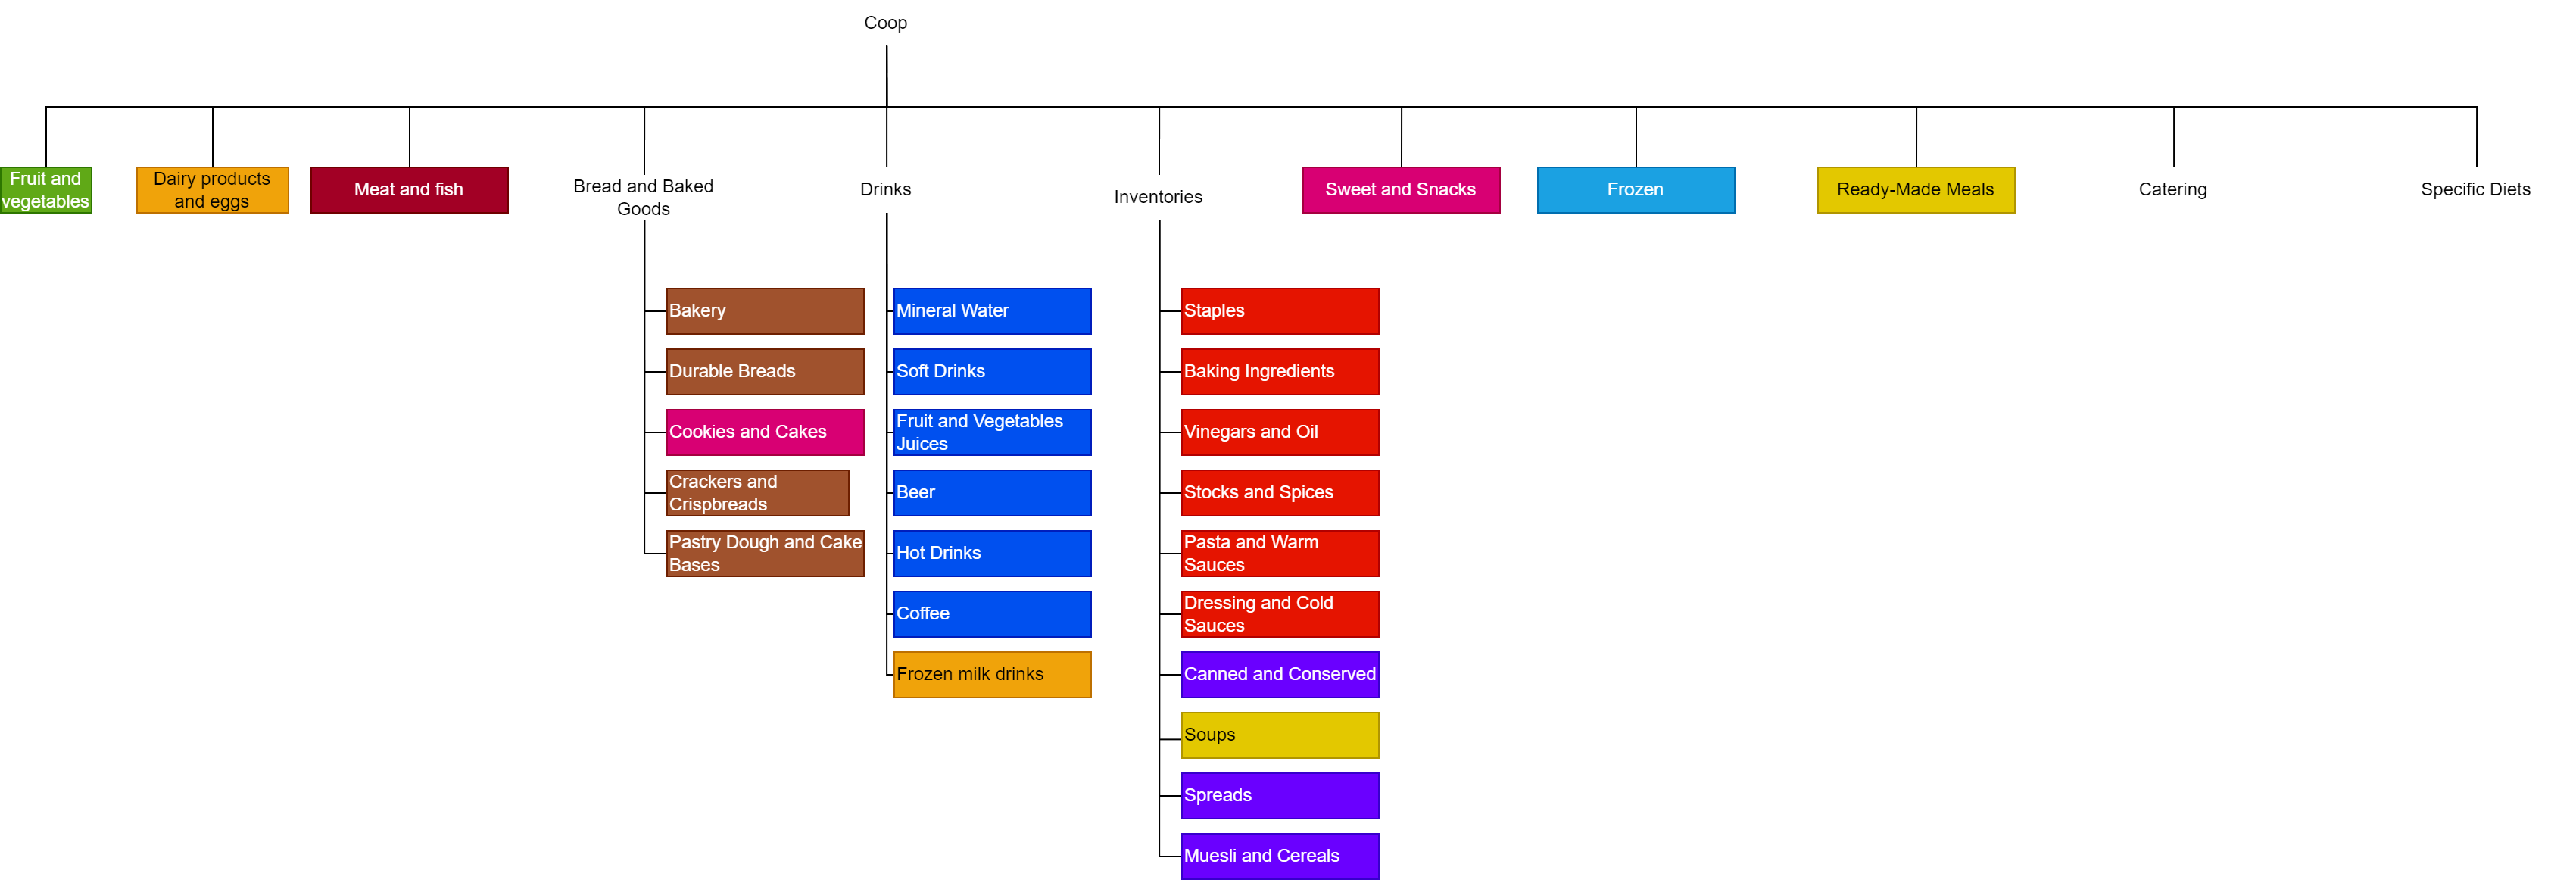 Coop
Fruit and
vegetables
Dairy products
and eggs
Meat and fish
Bread and Baked
Goods
Drinks
Inventories
Sweet and Snacks
Frozen
Ready-Made Meals
Catering
Specific Diets
Bakery
Durable Breads
Cookies and Cakes
Crackers and
Crispbreads
Pastry Dough and Cake
Bases
Mineral Water
Soft Drinks
Fruit and Vegetables
Juices
Beer
Hot Drinks
Coffee
Frozen milk drinks
Staples
Baking Ingredients
Vinegars and Oil
Stocks and Spices
Pasta and Warm
Sauces
Dressing and Cold
Sauces
Canned and Conserved
Soups
Spreads
Muesli and Cereals